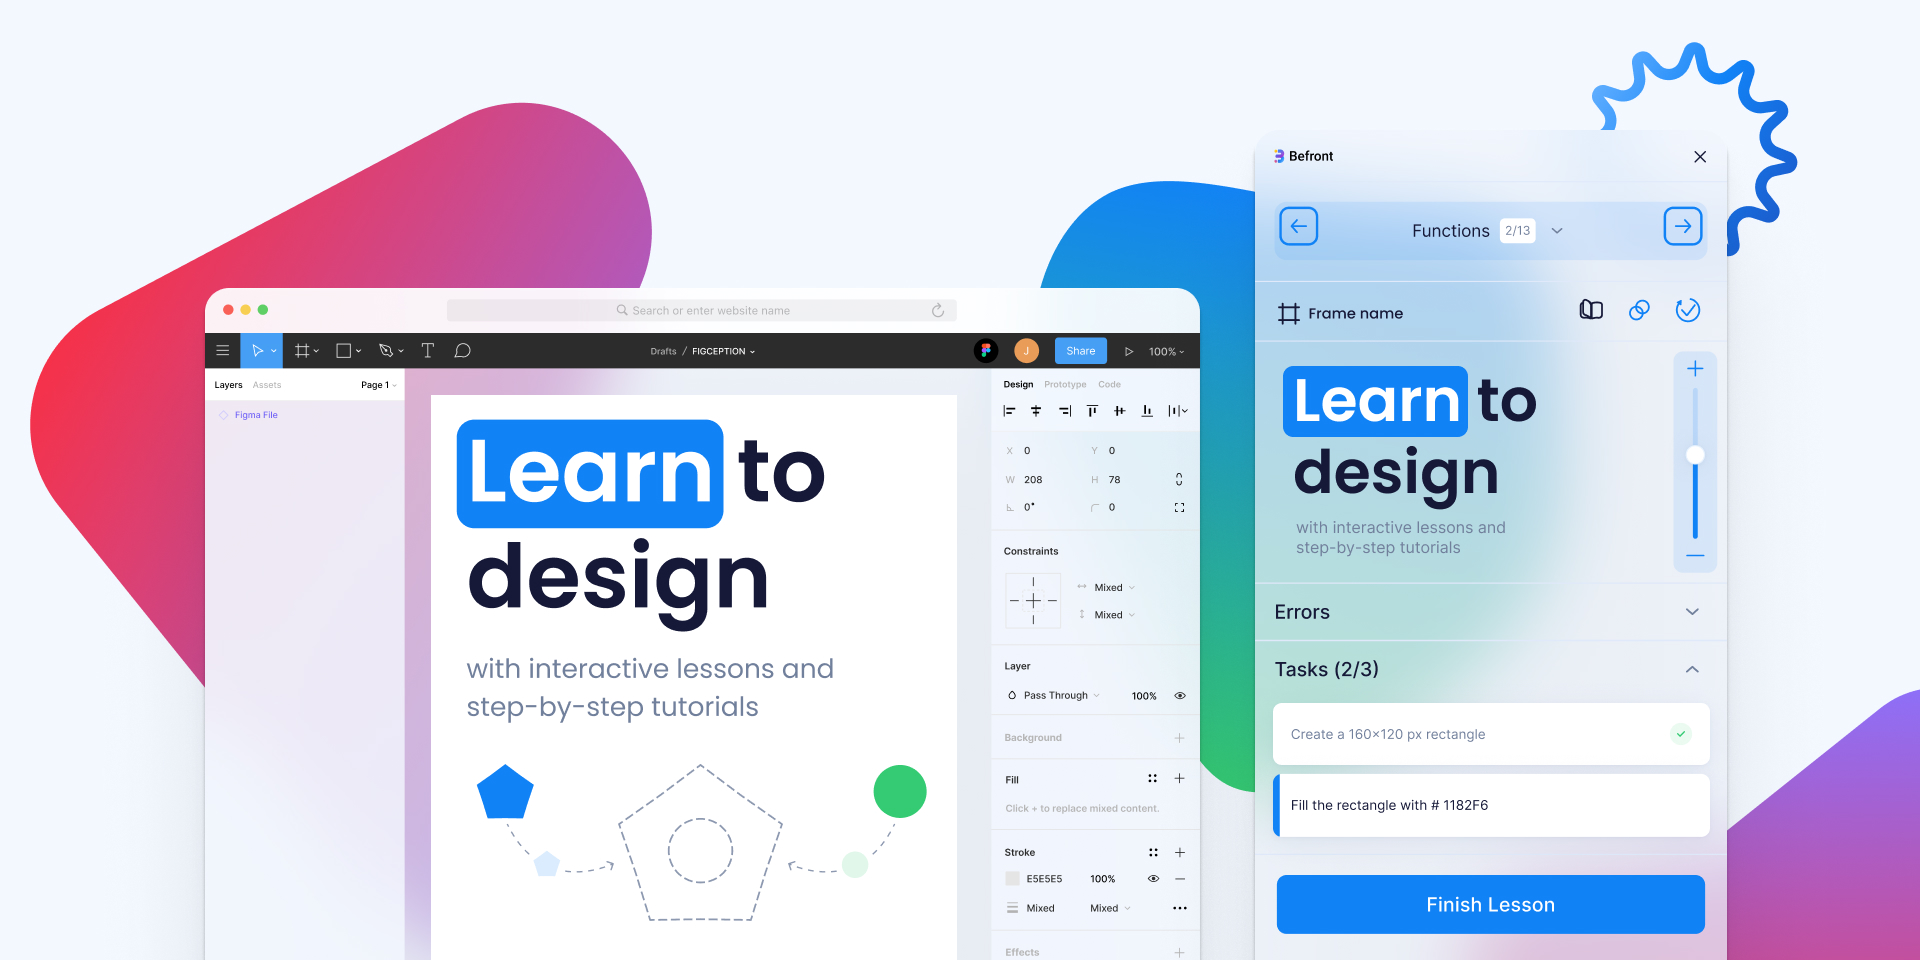 Befront
Functions 2/13
Search or enter website name
Frame name
Drafts / FIGCEPTION
J
Share
100%
Layers Assets Page 1
Figma File
Learn to
design
with interactive lessons and
step-by-step tutorials
Design Prototype Code
X 0 Y 0
W 208 H 78
0° 0
Constraints
Mixed
Mixed
Layer
Pass Through 100%
Background
Fill
Click + to replace mixed content.
Stroke
E5E5E5 100%
Mixed Mixed
Effects
Learn to
design
with interactive lessons and
step-by-step tutorials
Errors
Tasks (2/3)
Create a 160×120 px rectangle
Fill the rectangle with # 1182F6
Finish Lesson